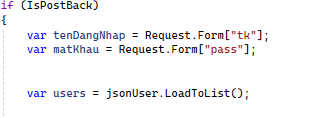 if (IsPostBack)
{
var tenDangNhap = Request.Form["tk"];
var matKhau = Request.Form["pass"];
var users = jsonUser.LoadToList();